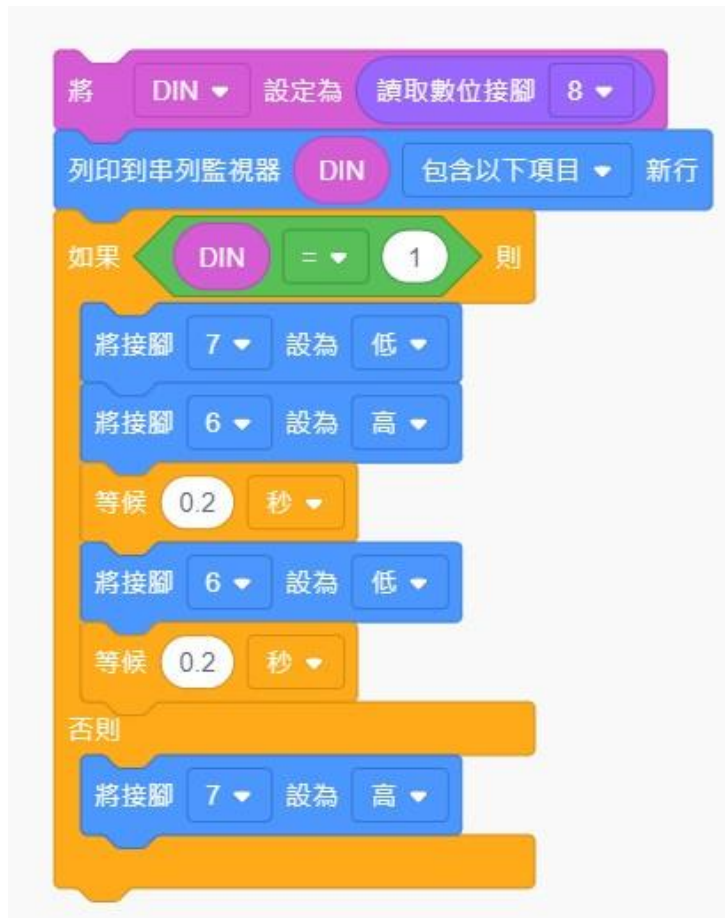 將 DIN 設定為 讀取數位接腳 8
列印到串列監視器 DIN 包含以下項目 新行
如果 DIN = 1 則
將接腳 7 設為 低
將接腳 6 設為 高
等候 0.2 秒
將接腳 6 設為 低
等候 0.2 秒
否則
將接腳 7 設為 高